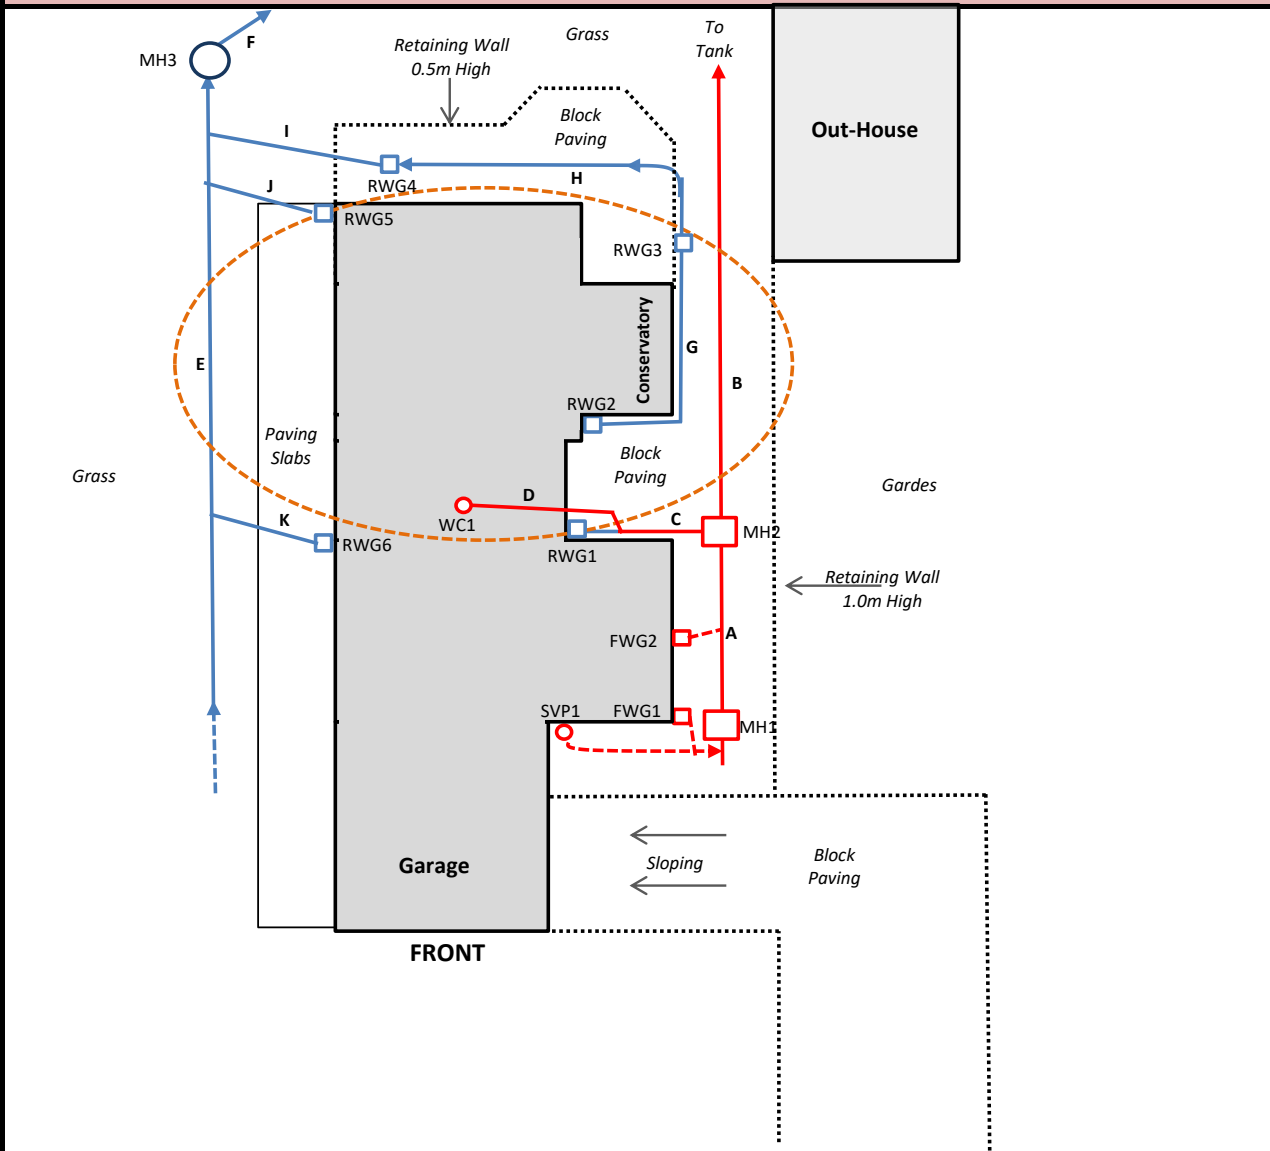 To
Tank
Grass
F
Retaining Wall
0.5m High
MH3
Block
Paving
Out-House
I
H
J
RWG4
RWG5
RWG3
Conservatory
G
E
B
RWG2
Paving
Slabs
Block
Paving
Grass
Gardes
D
C
WC1
MH2
RWG1
K
RWG6
Retaining Wall
1.0m High
FWG2
A
SVP1
FWG1
MH1
Garage
Sloping
Block
Paving
FRONT